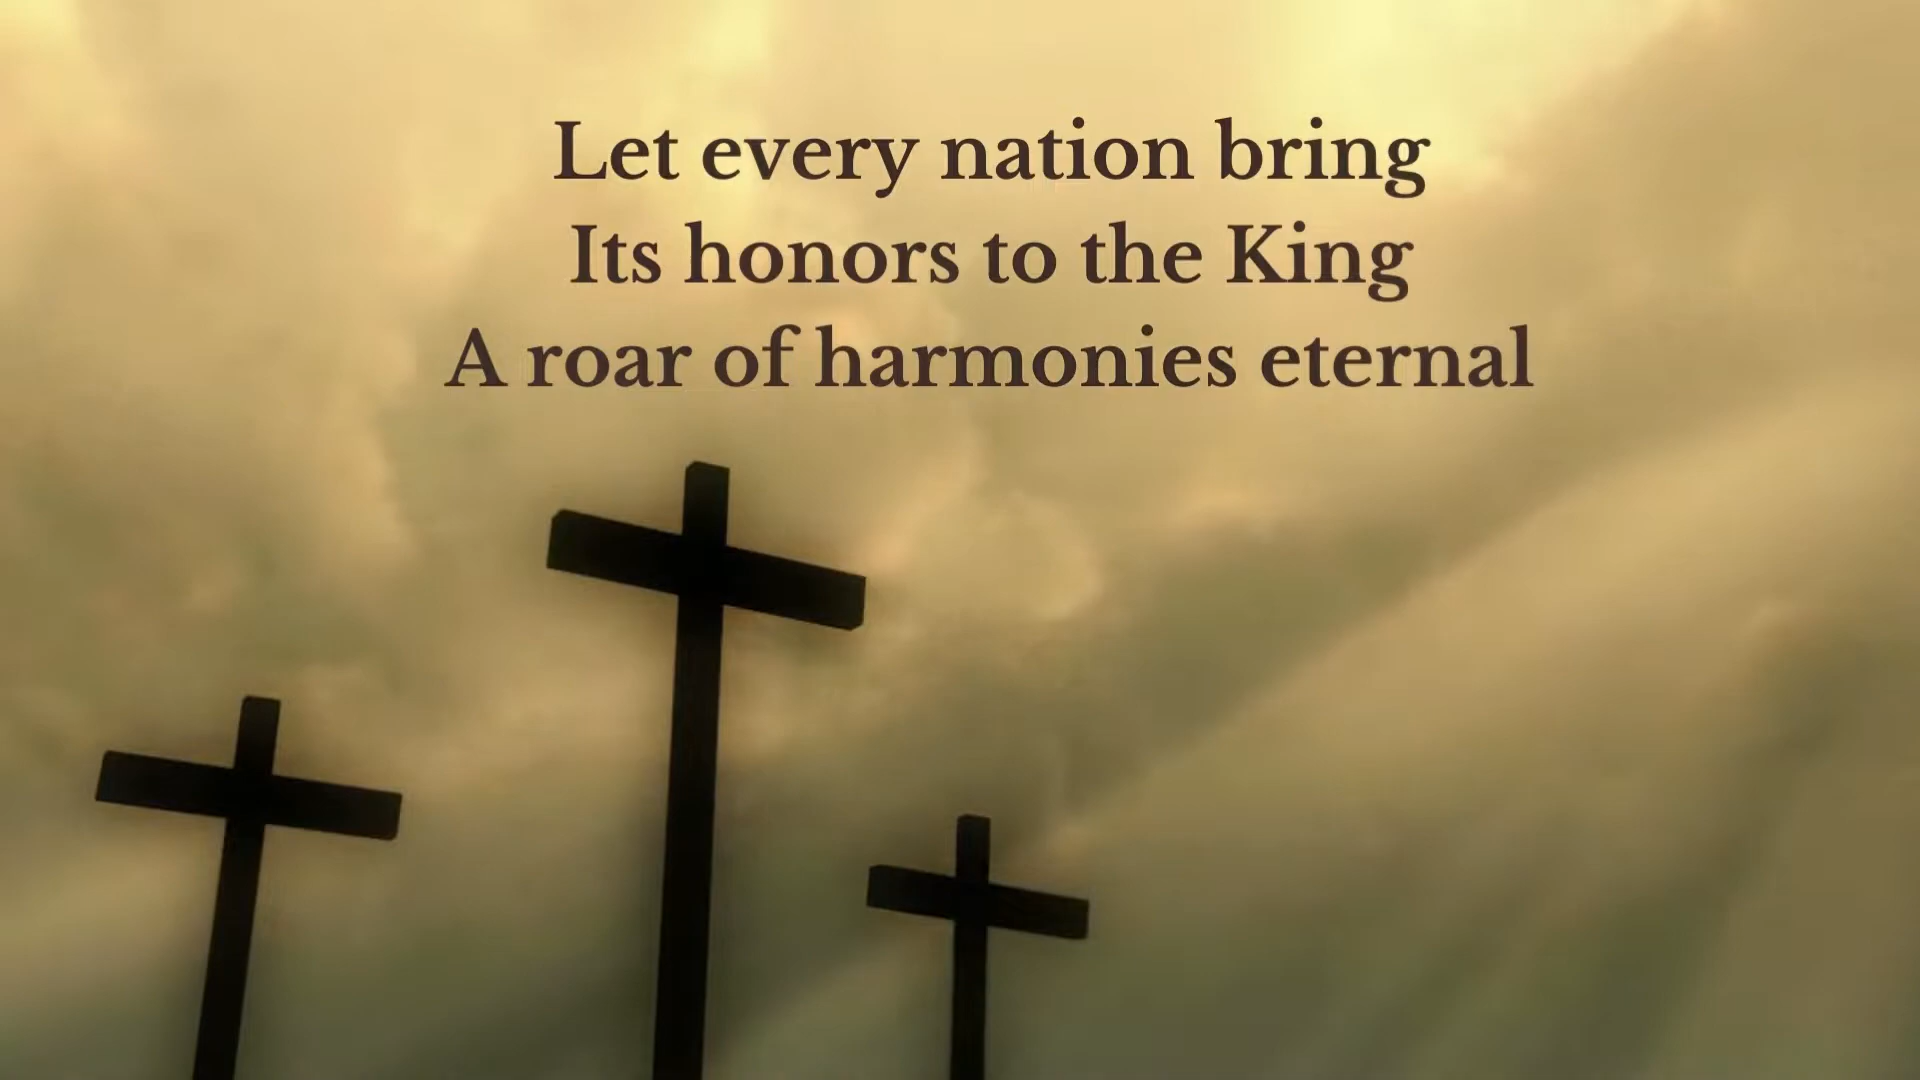 Let every nation bring
Its honors to the King
A roar of harmonies eternal